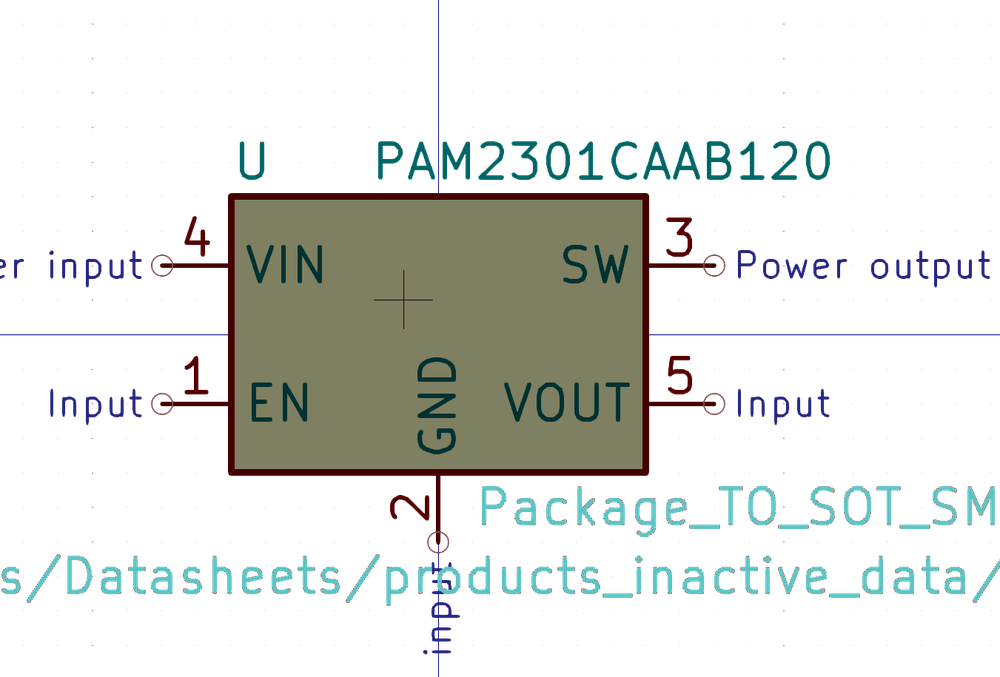 U PAM2301CAAB120
4 3
er input VIN SW Power output
1 5
Input EN GND VOUT Input
2 Package_TO_SOT_SM
s/Datasheets/products_inactive_data/
input